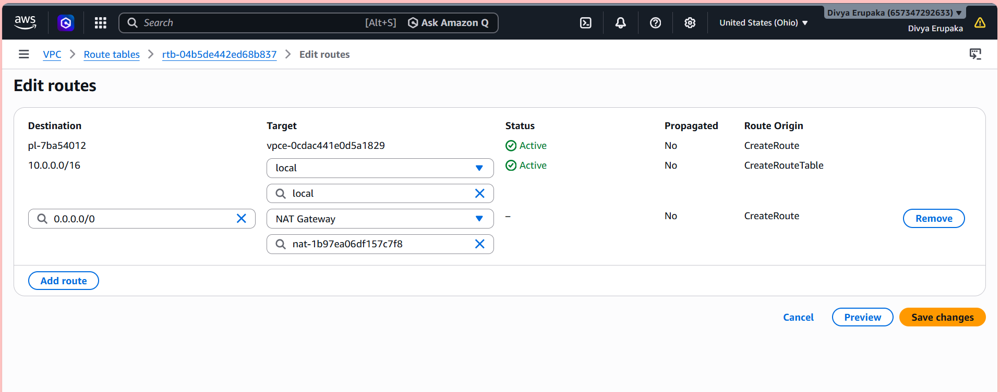 aws
Search
[Alt+S]
Ask Amazon Q
United States (Ohio)
Divya Erupaka (657347292633)
Divya Erupaka
VPC
Route tables
rtb-04b5de442ed68b837
Edit routes
Edit routes
Destination Target Status Propagated Route Origin
pl-7ba54012 vpce-0cdac441e0d5a1829 Active No CreateRoute
10.0.0.0/16 local Active No CreateRouteTable
local
0.0.0.0/0 NAT Gateway – No CreateRoute Remove
nat-1b97ea06df157c7f8
Add route
Cancel Preview Save changes